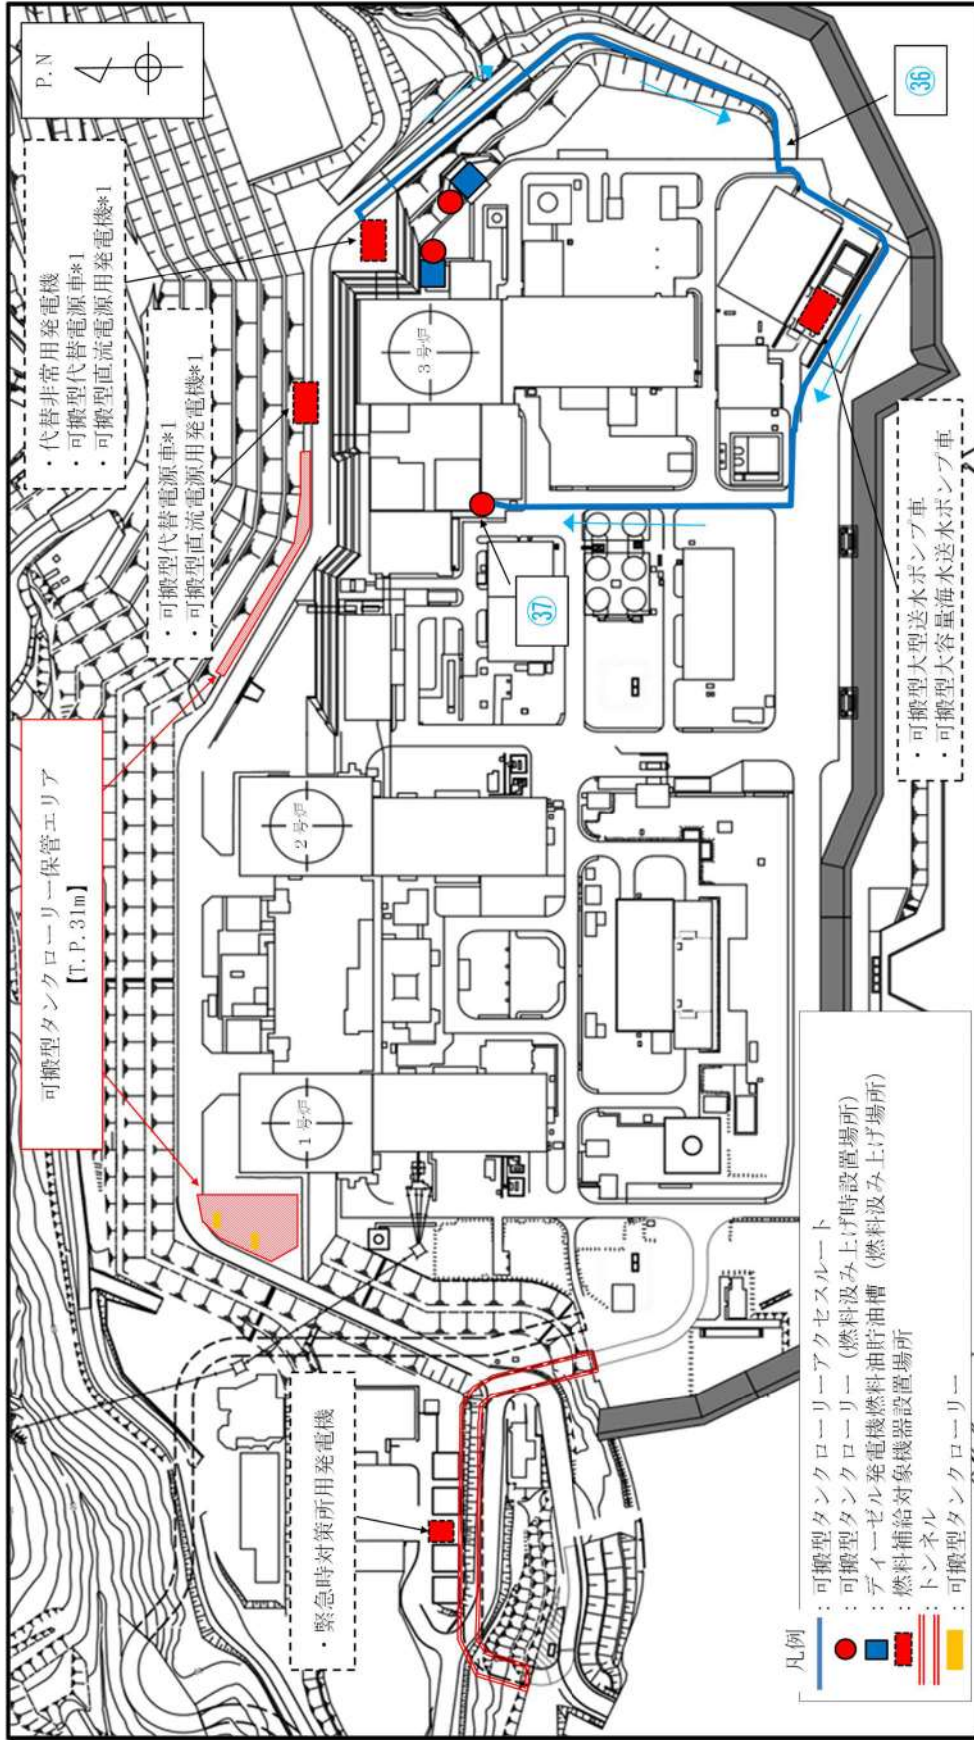 P.N
・代替非常用発電機
・可搬型代替電源車*1
・可搬型直流電源用発電機*1
・可搬型代替電源車*1
・可搬型直流電源用発電機*1
可搬型タンクローリー保管エリア
【T.P.31m】
・緊急時対策所用発電機
1号炉
2号炉
3号炉
㊱
㊲
・可搬型大型送水ポンプ車
・可搬型大容量海水送水ポンプ車
凡例
：可搬型タンクローリーアクセスルート
：可搬型タンクローリー（燃料汲み上げ時設置場所）
：ディーゼル発電機燃料油貯油槽（燃料汲み上げ場所）
：燃料補給対象機器設置場所
：トンネル
：可搬型タンクローリー